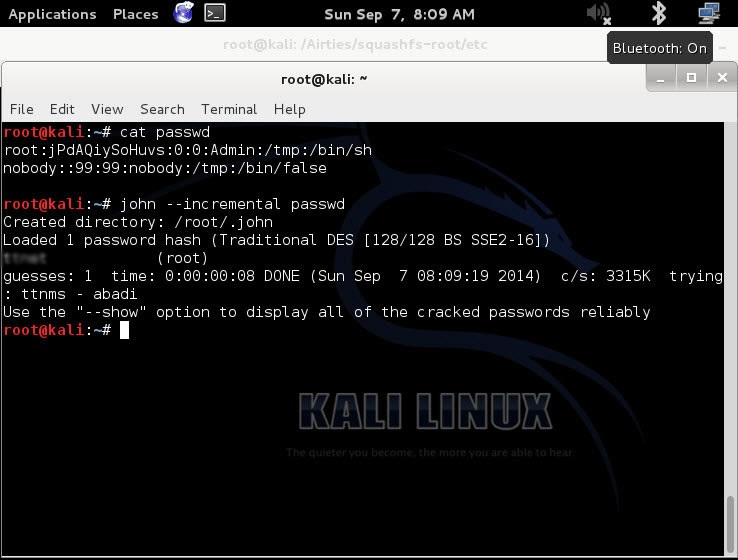 Applications Places Sun Sep 7, 8:09 AM
root@kali: /Airties/squashfs-root/etc
Bluetooth: On
root@kali: ~
File Edit View Search Terminal Help
root@kali:~# cat passwd
root:jPdAQiySoHuvs:0:0:Admin:/tmp:/bin/sh
nobody::99:99:nobody:/tmp:/bin/false
root@kali:~# john --incremental passwd
Created directory: /root/.john
Loaded 1 password hash (Traditional DES [128/128 BS SSE2-16])
(root)
guesses: 1 time: 0:00:00:08 DONE (Sun Sep 7 08:09:19 2014) c/s: 3315K trying
: ttnms - abadi
Use the "--show" option to display all of the cracked passwords reliably
root@kali:~#
KALI LINUX
The quieter you become, the more you are able to hear